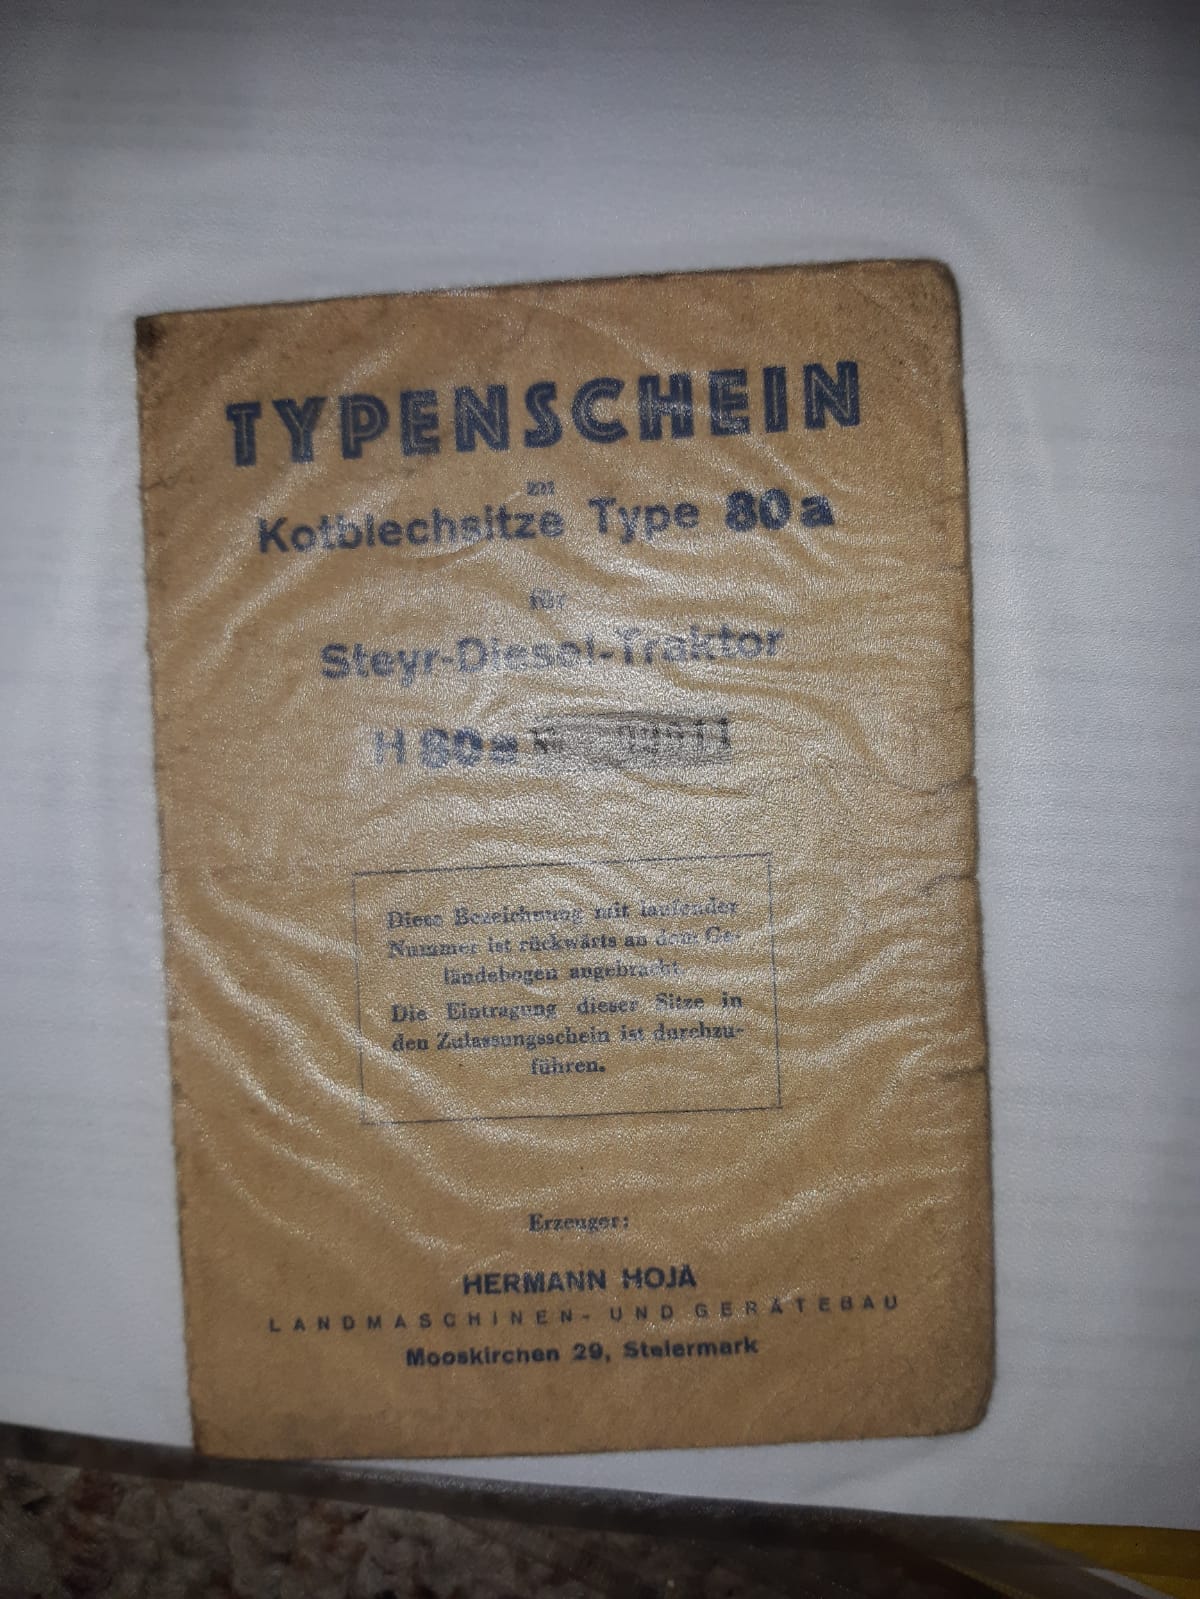 TYPENSCHEIN
zu
Kotblechsitze Type 80a
für
Steyr-Diesel-Traktor
H 80a №
Diese Bezeichnung mit laufender
Nummer ist rückwärts an dem Ge-
ländebogen angebracht.
Die Eintragung dieser Sitze in
den Zulassungsschein ist durchzu-
führen.
Erzeuger:
HERMANN HOJA
LANDMASCHINEN- UND GERÄTEBAU
Mooskirchen 29, Steiermark